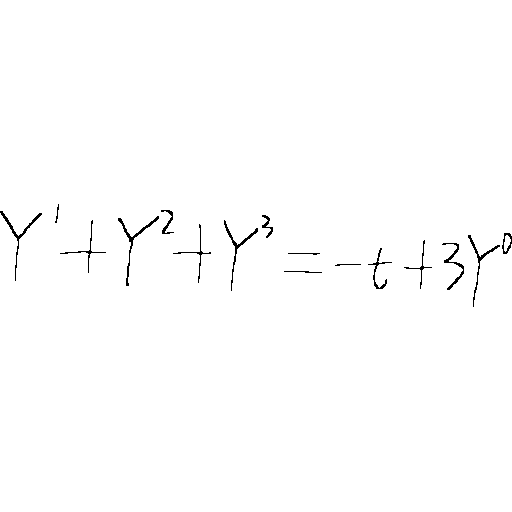 Y^1 + Y^2 + Y^3 = -t + 3Y^0